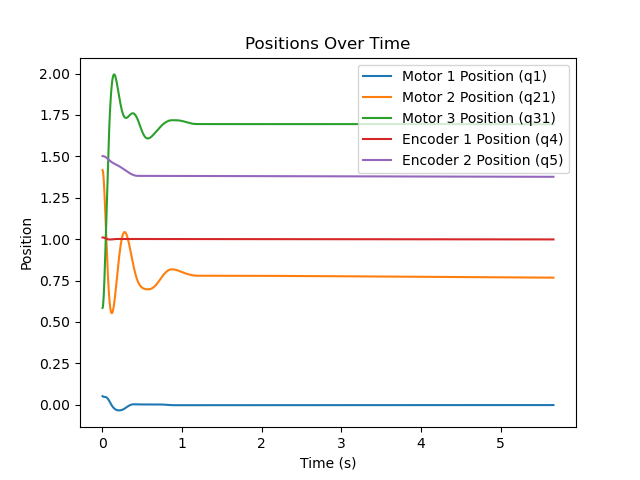 Positions Over Time
Motor 1 Position (q1)
Motor 2 Position (q21)
Motor 3 Position (q31)
Encoder 1 Position (q4)
Encoder 2 Position (q5)
Position
2.00
1.75
1.50
1.25
1.00
0.75
0.50
0.25
0.00
0 1 2 3 4 5
Time (s)